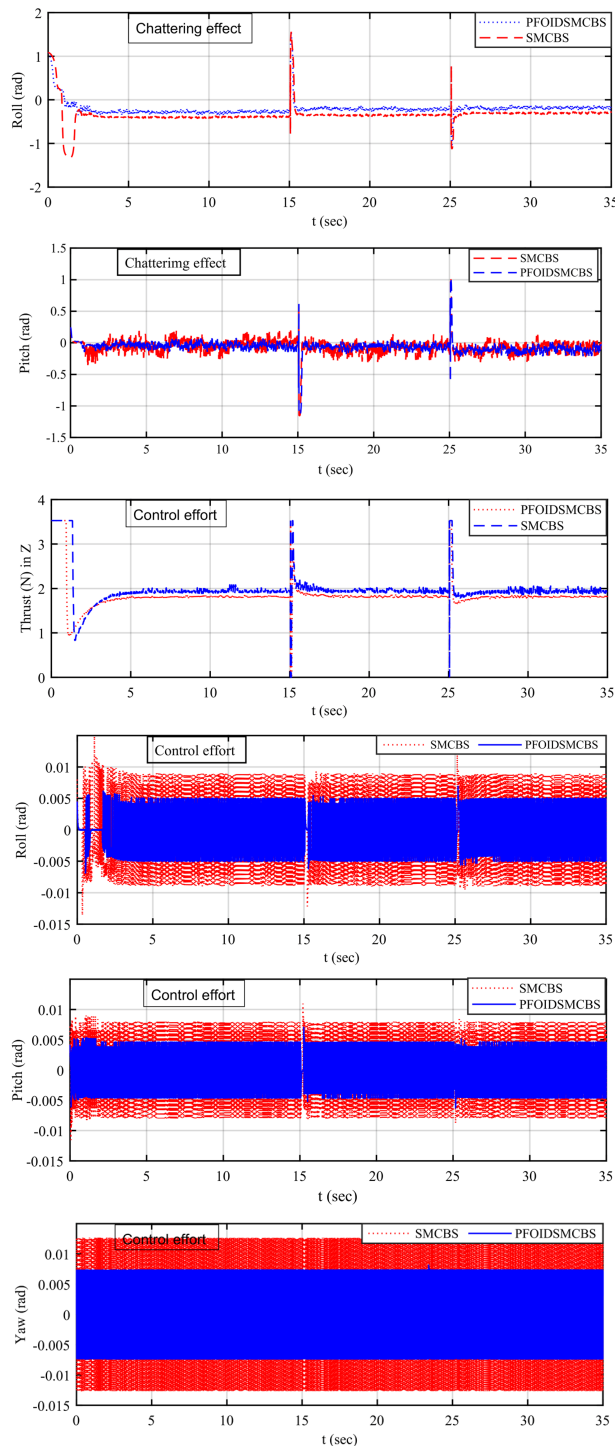 Chattering effect
PFOIDSMCBS
SMCBS
Roll (rad)
2
1
0
-1
-2
0 5 10 15 20 25 30 35
t (sec)
Chatterimg effect
SMCBS
PFOIDSMCBS
Pitch (rad)
1.5
1
0.5
0
-0.5
-1
-1.5
0 5 10 15 20 25 30 35
t (sec)
Control effort
PFOIDSMCBS
SMCBS
Thrust (N) in Z
4
3
2
1
0
0 5 10 15 20 25 30 35
t (sec)
Control effort
SMCBS PFOIDSMCBS
Roll (rad)
0.01
0.005
0
-0.005
-0.01
-0.015
0 5 10 15 20 25 30 35
t (sec)
Control effort
SMCBS
PFOIDSMCBS
Pitch (rad)
0.01
0.005
0
-0.005
-0.01
-0.015
0 5 10 15 20 25 30 35
t (sec)
Control effort
SMCBS PFOIDSMCBS
Yaw (rad)
0.01
0.005
0
-0.005
-0.01
-0.015
0 5 10 15 20 25 30 35
t (sec)